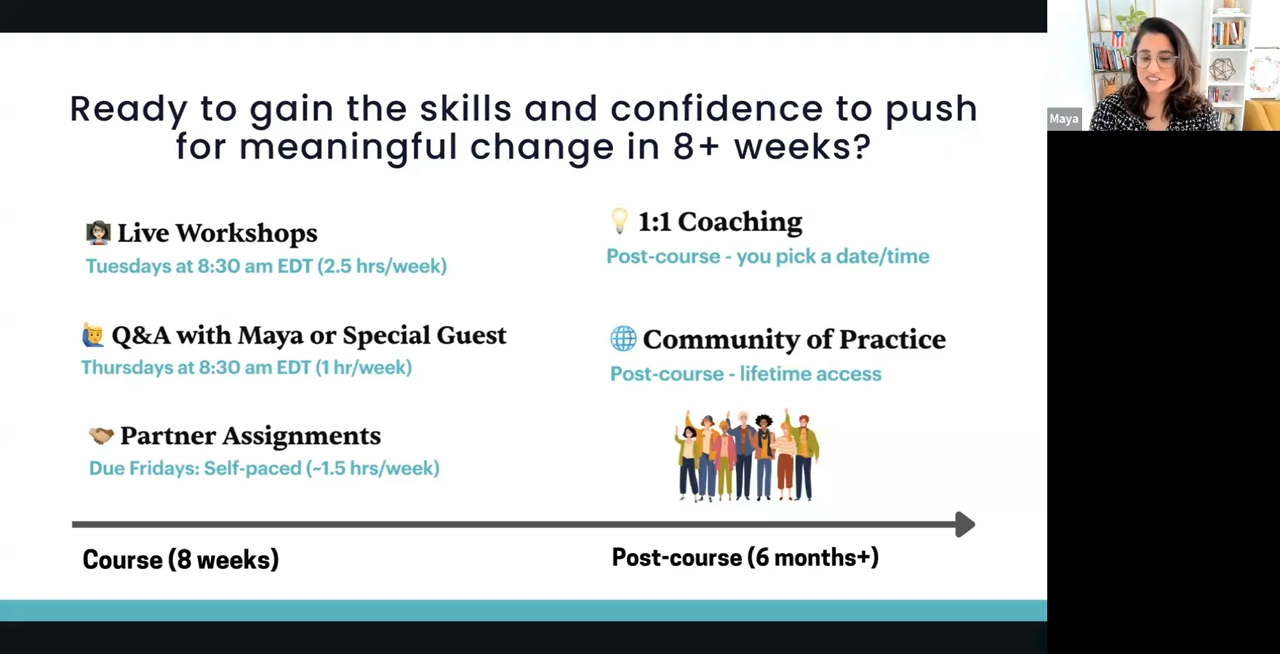 Ready to gain the skills and confidence to push
for meaningful change in 8+ weeks?
Live Workshops
Tuesdays at 8:30 am EDT (2.5 hrs/week)
Q&A with Maya or Special Guest
Thursdays at 8:30 am EDT (1 hr/week)
Partner Assignments
Due Fridays: Self-paced (~1.5 hrs/week)
1:1 Coaching
Post-course - you pick a date/time
Community of Practice
Post-course - lifetime access
Course (8 weeks)
Post-course (6 months+)
Maya